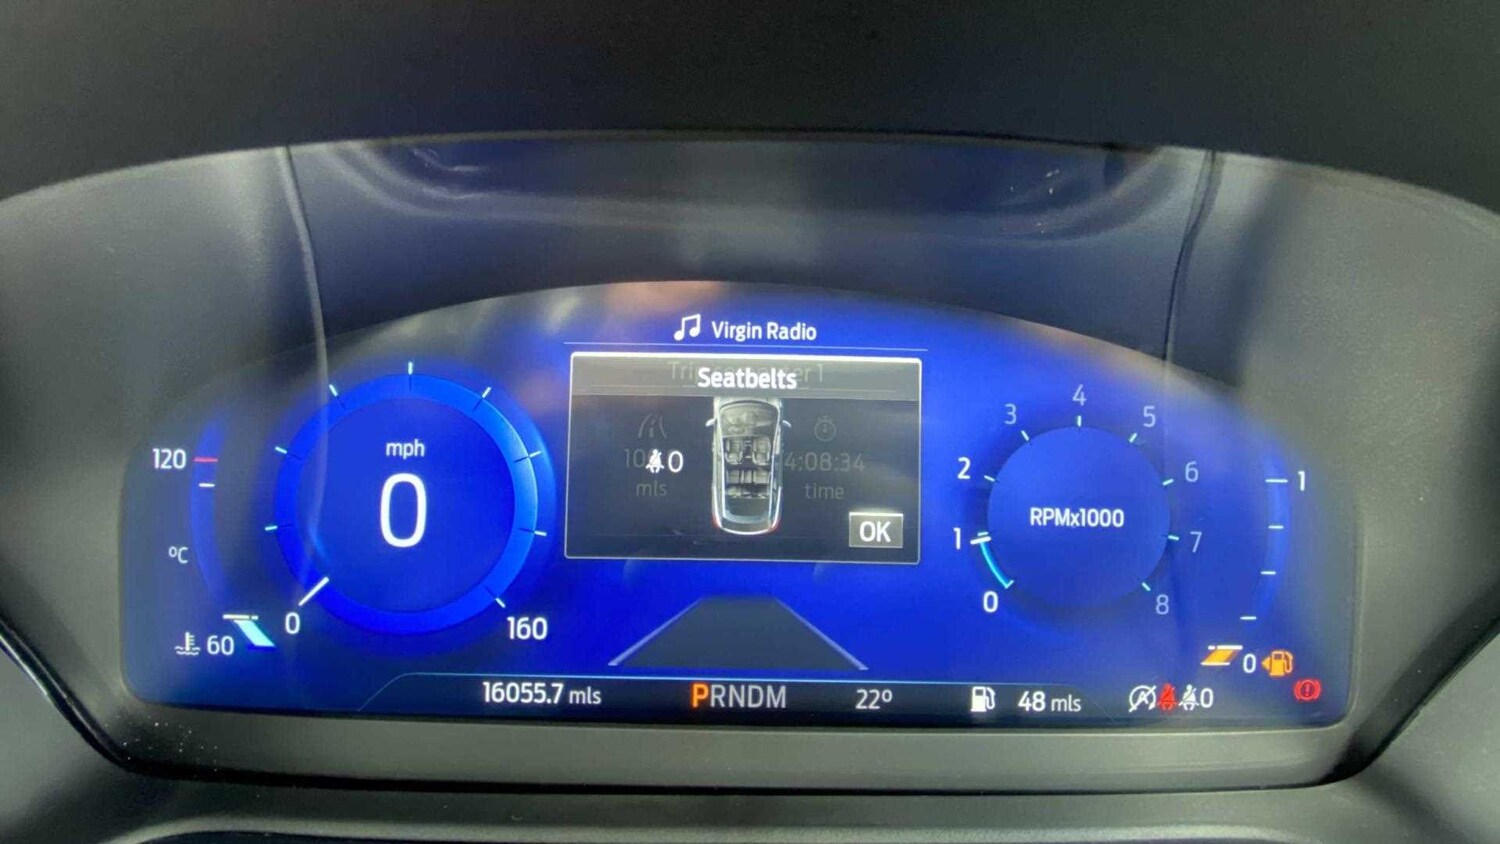 Virgin Radio
Seatbelts
0
4:08:34
mls
time
OK
mph
0
0
160
120
°C
60
0
1
2
3
4
5
6
7
8
RPMx1000
1
0
16055.7 mls
PRNDM
22°
48 mls
0